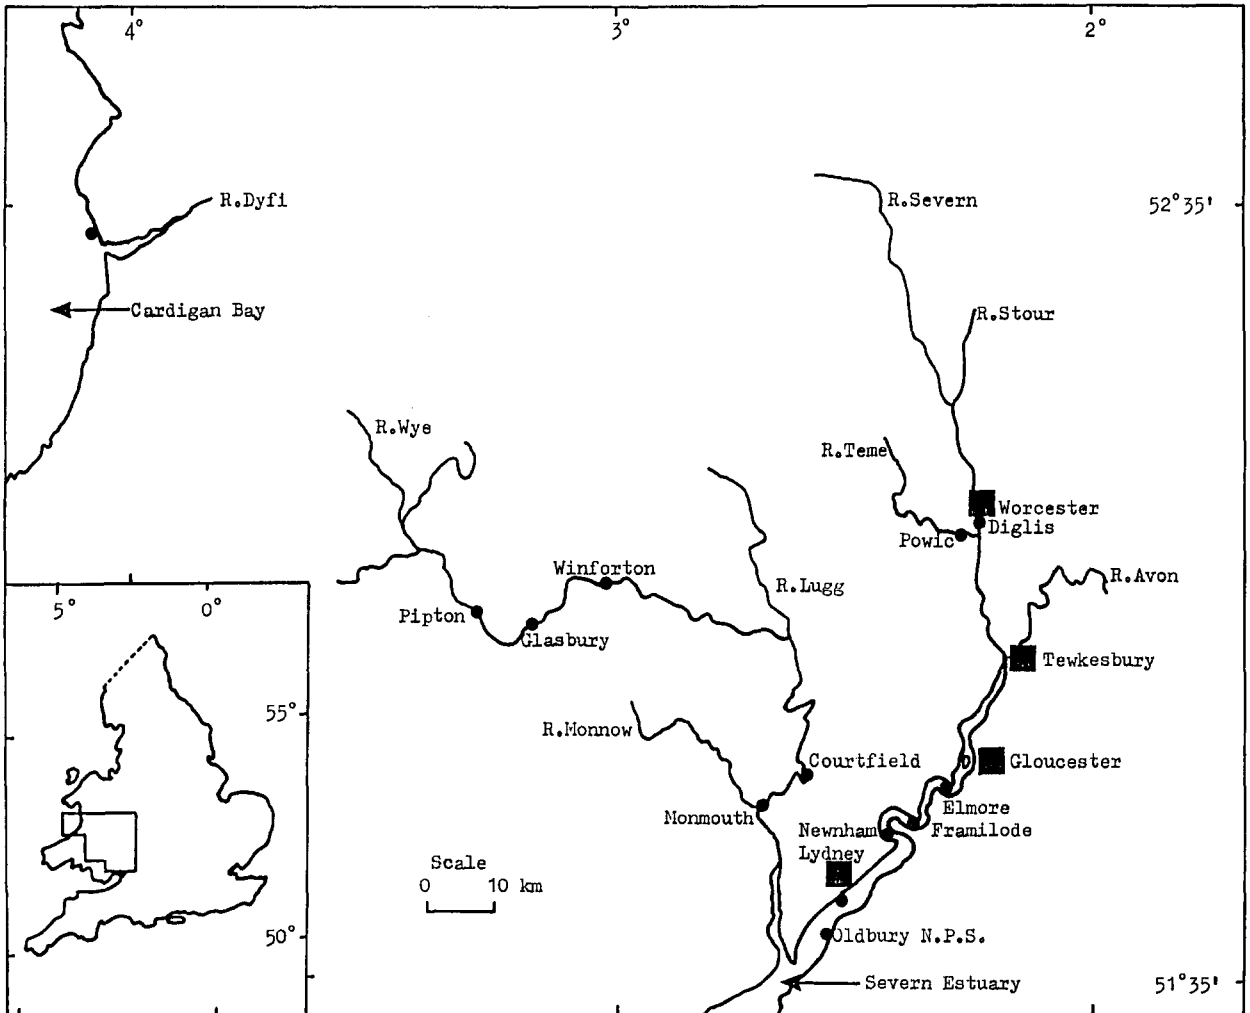 4° 3° 2°
R.Dyfi
R.Severn
52°35'
Cardigan Bay
R.Stour
R.Wye
R.Teme
Worcester
Diglis
Powic
Winforton
R.Lugg
R.Avon
5° 0°
Pipton
Glasbury
Tewkesbury
55°
R.Monnow
Courtfield
Gloucester
Elmore
Monmouth
Newnham
Framilode
Lydney
Scale
0 10 km
50°
Oldbury N.P.S.
Severn Estuary
51°35'